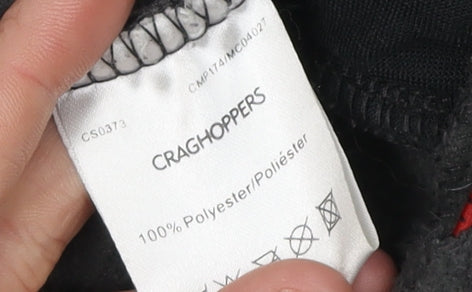 CMP174/MC04027
CS0373
CRAGHOPPERS
100% Polyester/Poliéster